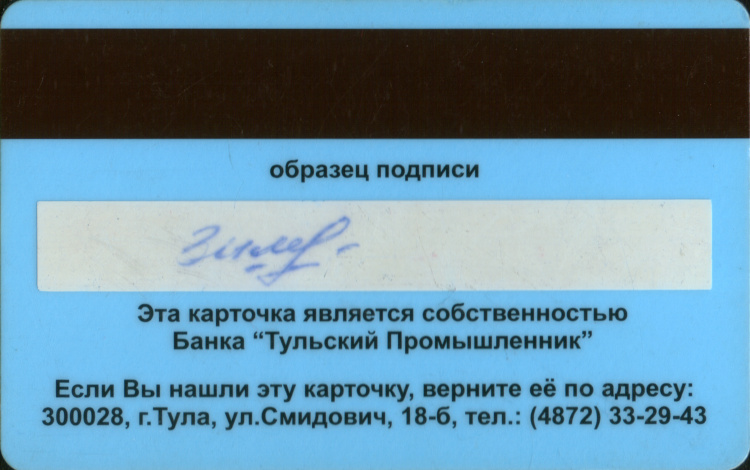 образец подписи
Эта карточка является собственностью
Банка “Тульский Промышленник”
Если Вы нашли эту карточку, верните её по адресу:
300028, г.Тула, ул.Смидович, 18-б, тел.: (4872) 33-29-43